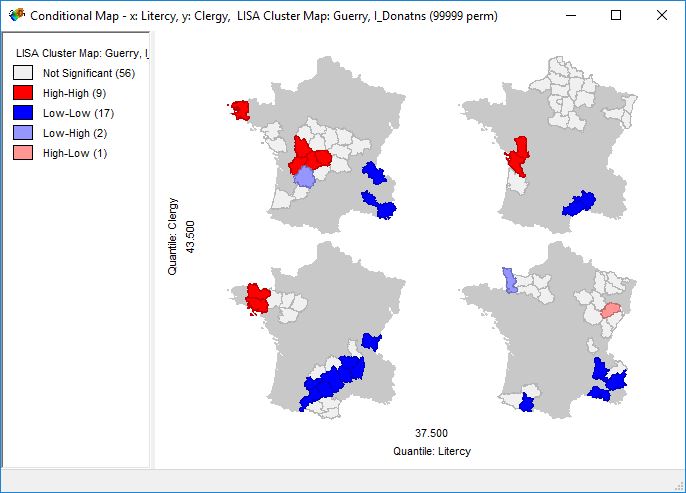 Conditional Map - x: Litercy, y: Clergy, LISA Cluster Map: Guerry, I_Donatns (99999 perm)
LISA Cluster Map: Guerry, I_
Not Significant (56)
High-High (9)
Low-Low (17)
Low-High (2)
High-Low (1)
Quantile: Clergy
43.500
37.500
Quantile: Litercy